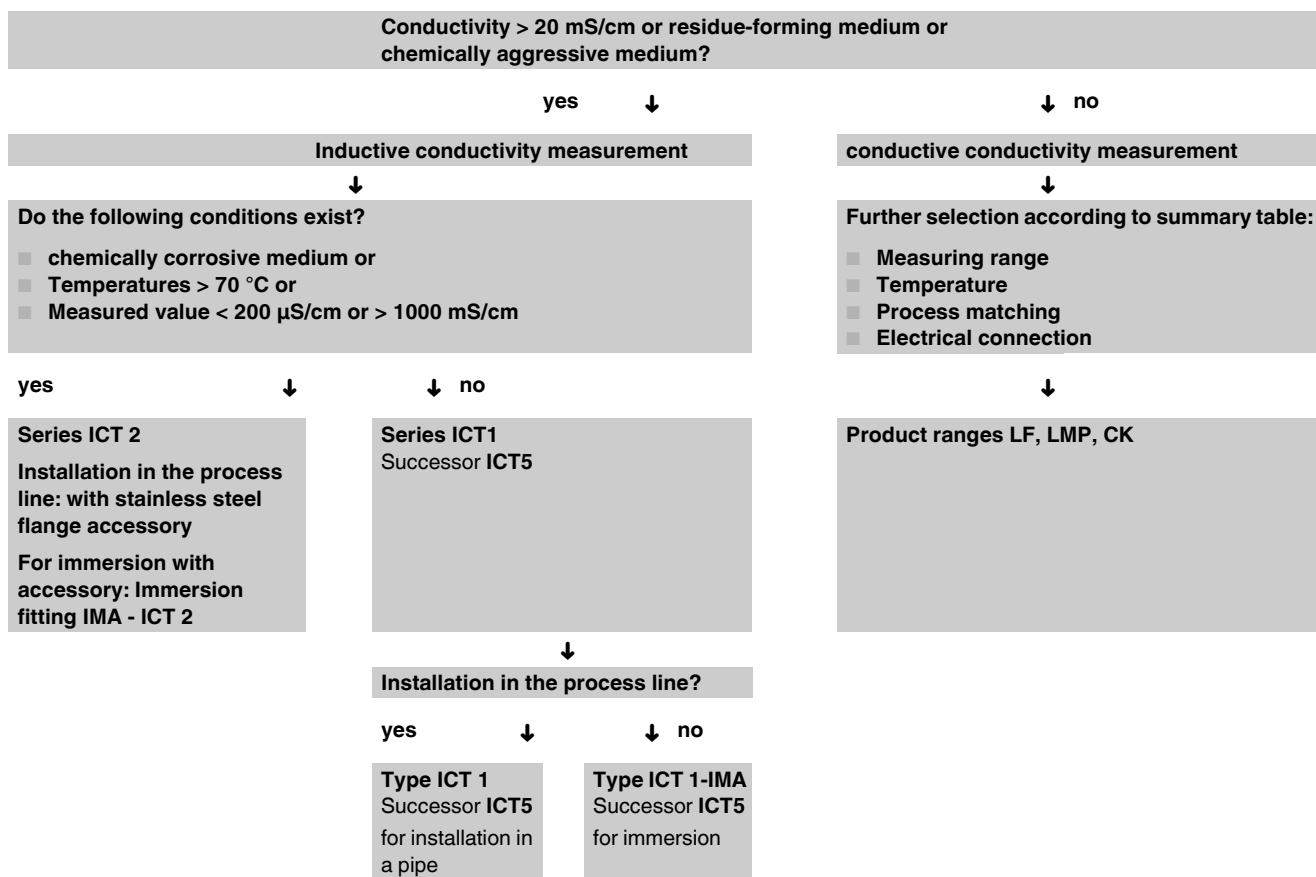 Conductivity > 20 mS/cm or residue-forming medium or
chemically aggressive medium?
yes
no
Inductive conductivity measurement
conductive conductivity measurement
Do the following conditions exist?
chemically corrosive medium or
Temperatures > 70 °C or
Measured value < 200 µS/cm or > 1000 mS/cm
Further selection according to summary table:
Measuring range
Temperature
Process matching
Electrical connection
yes
no
Series ICT 2
Installation in the process
line: with stainless steel
flange accessory
For immersion with
accessory: Immersion
fitting IMA - ICT 2
Series ICT1
Successor ICT5
Product ranges LF, LMP, CK
Installation in the process line?
yes
no
Type ICT 1
Successor ICT5
for installation in
a pipe
Type ICT 1-IMA
Successor ICT5
for immersion